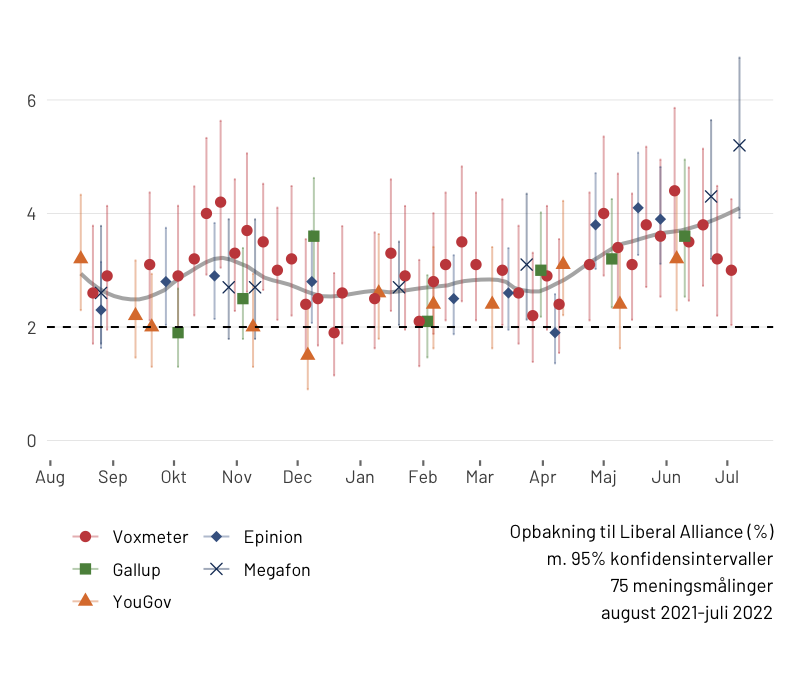 6
4
2
0
Aug Sep Okt Nov Dec Jan Feb Mar Apr Maj Jun Jul
Voxmeter Epinion
Gallup Megafon
YouGov
Opbakning til Liberal Alliance (%)
m. 95% konfidensintervaller
75 meningsmålinger
august 2021-juli 2022